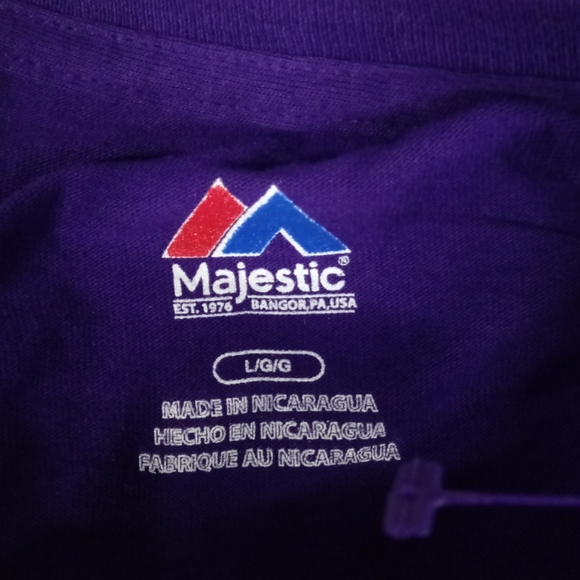 Majestic®
EST. 1976 BANGOR,PA,USA
L/G/G
MADE IN NICARAGUA
HECHO EN NICARAGUA
FABRIQUE AU NICARAGUA